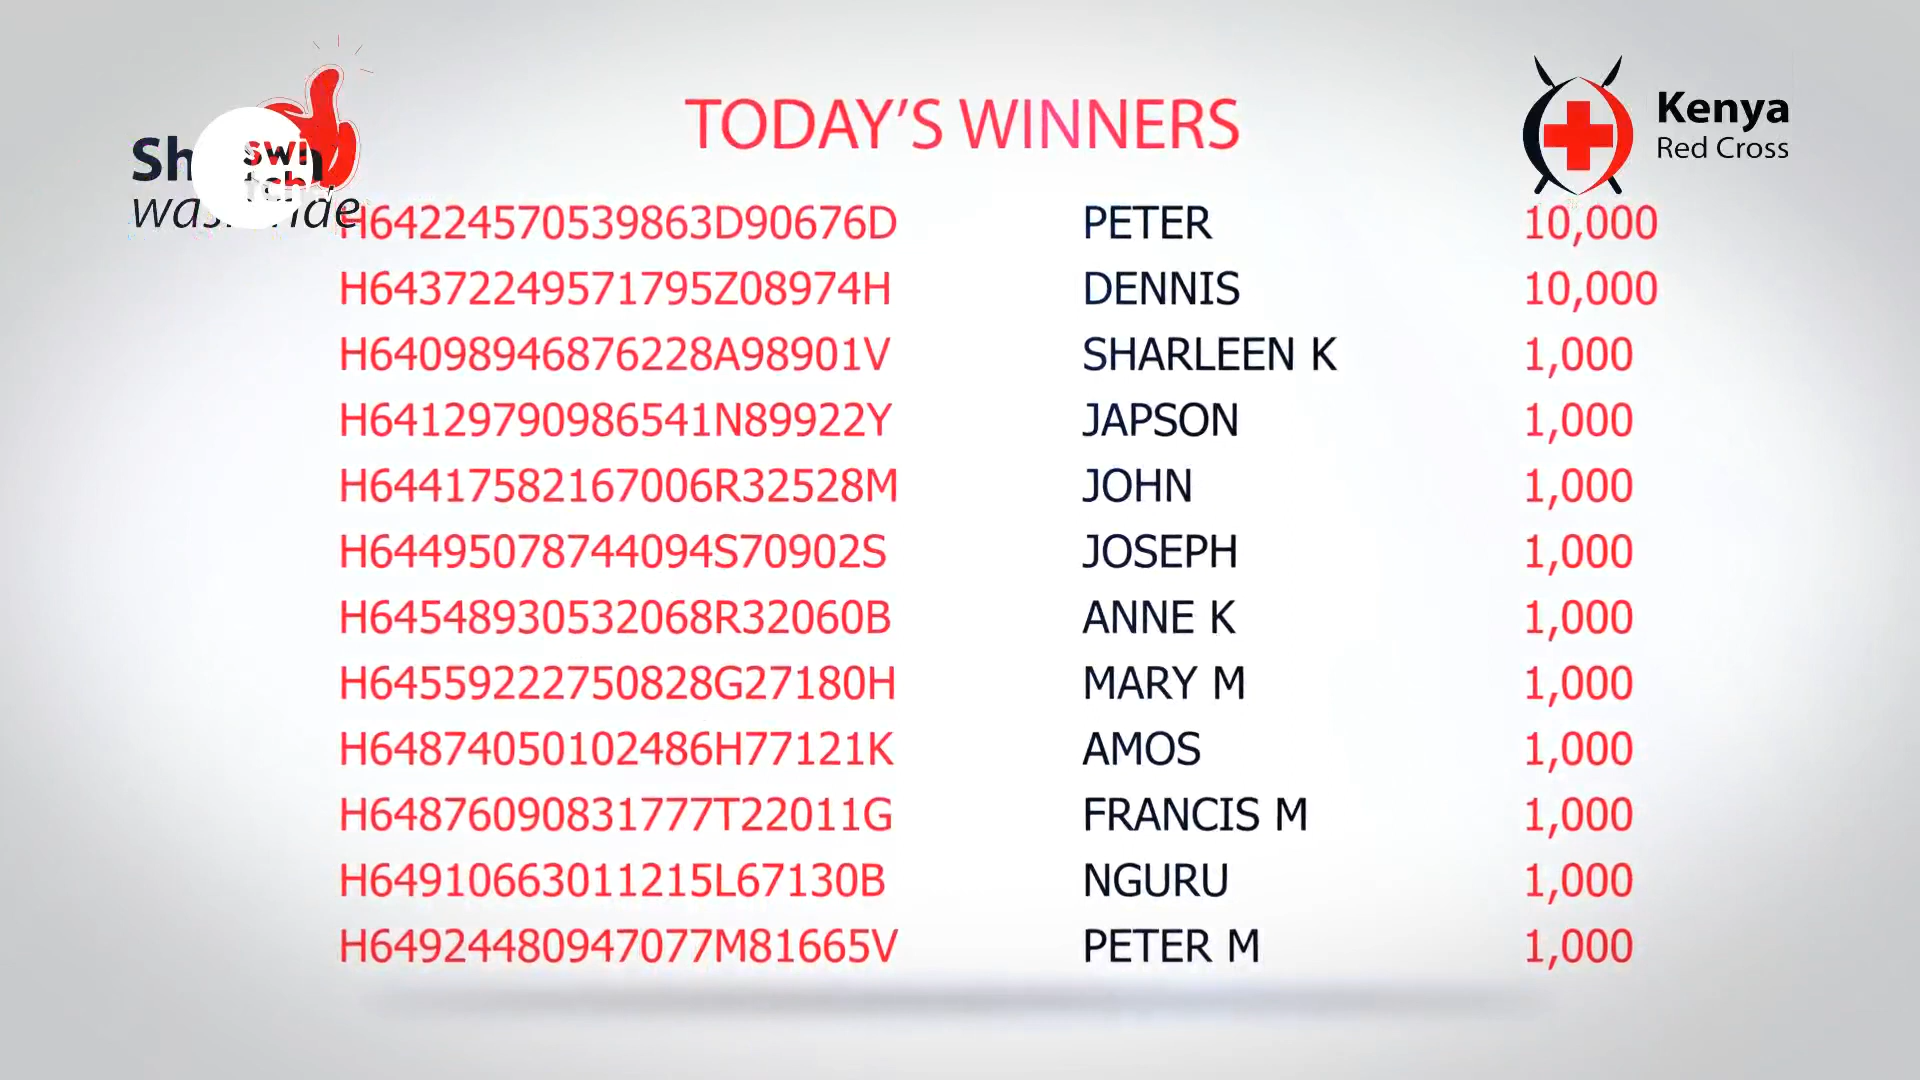 TODAY'S WINNERS
Kenya
Red Cross
H64224570539863D90676D PETER 10,000
H64372249571795Z08974H DENNIS 10,000
H64098946876228A98901V SHARLEEN K 1,000
H64129790986541N89922Y JAPSON 1,000
H64417582167006R32528M JOHN 1,000
H64495078744094S70902S JOSEPH 1,000
H64548930532068R32060B ANNE K 1,000
H64559222750828G27180H MARY M 1,000
H64874050102486H77121K AMOS 1,000
H64876090831777T22011G FRANCIS M 1,000
H64910663011215L67130B NGURU 1,000
H64924480947077M81665V PETER M 1,000